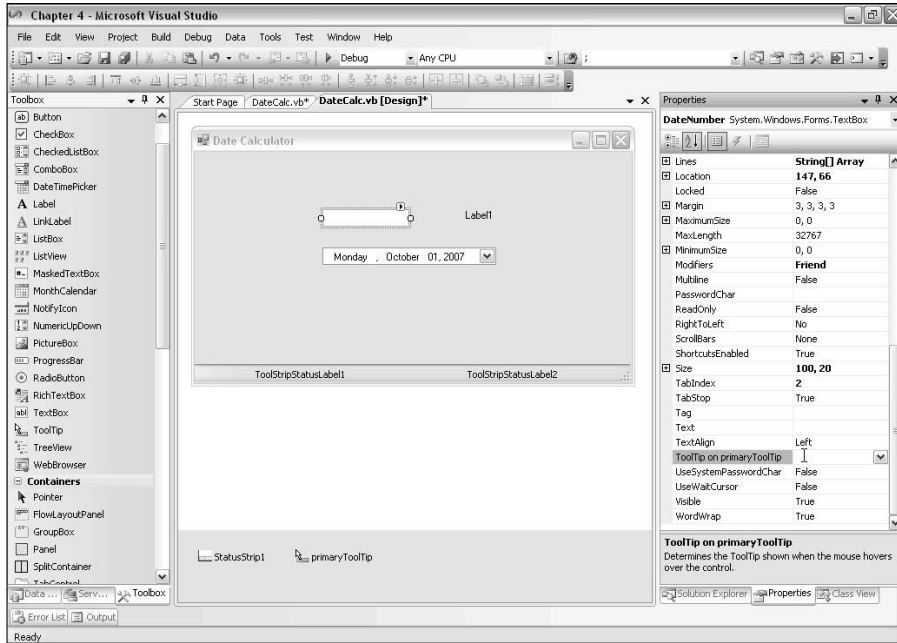 Chapter 4 - Microsoft Visual Studio
File Edit View Project Build Debug Data Tools Test Window Help
Debug Any CPU
Toolbox
Button
CheckBox
CheckedListBox
ComboBox
DateTimePicker
Label
LinkLabel
ListBox
ListView
MaskedTextBox
MonthCalendar
NotifyIcon
NumericUpDown
PictureBox
ProgressBar
RadioButton
RichTextBox
TextBox
ToolTip
TreeView
WebBrowser
Containers
Pointer
FlowLayoutPanel
GroupBox
Panel
SplitContainer
TabControl
Data ... Serv... Toolbox
Start Page DateCalc.vb* DateCalc.vb [Design]*
Date Calculator
Label1
Monday , October 01, 2007
ToolStripStatusLabel1 ToolStripStatusLabel2
StatusStrip1 primaryToolTip
Properties
DateNumber System.Windows.Forms.TextBox
Lines String[] Array
Location 147, 66
Locked False
Margin 3, 3, 3, 3
MaximumSize 0, 0
MaxLength 32767
MinimumSize 0, 0
Modifiers Friend
Multiline False
PasswordChar
ReadOnly False
RightToLeft No
ScrollBars None
ShortcutsEnabled True
Size 100, 20
TabIndex 2
TabStop True
Tag
Text
TextAlign Left
ToolTip on primaryToolTip
UseSystemPasswordChar False
UseWaitCursor False
Visible True
WordWrap True
ToolTip on primaryToolTip
Determines the ToolTip shown when the mouse hovers
over the control.
Solution Explorer Properties Class View
Error List Output
Ready